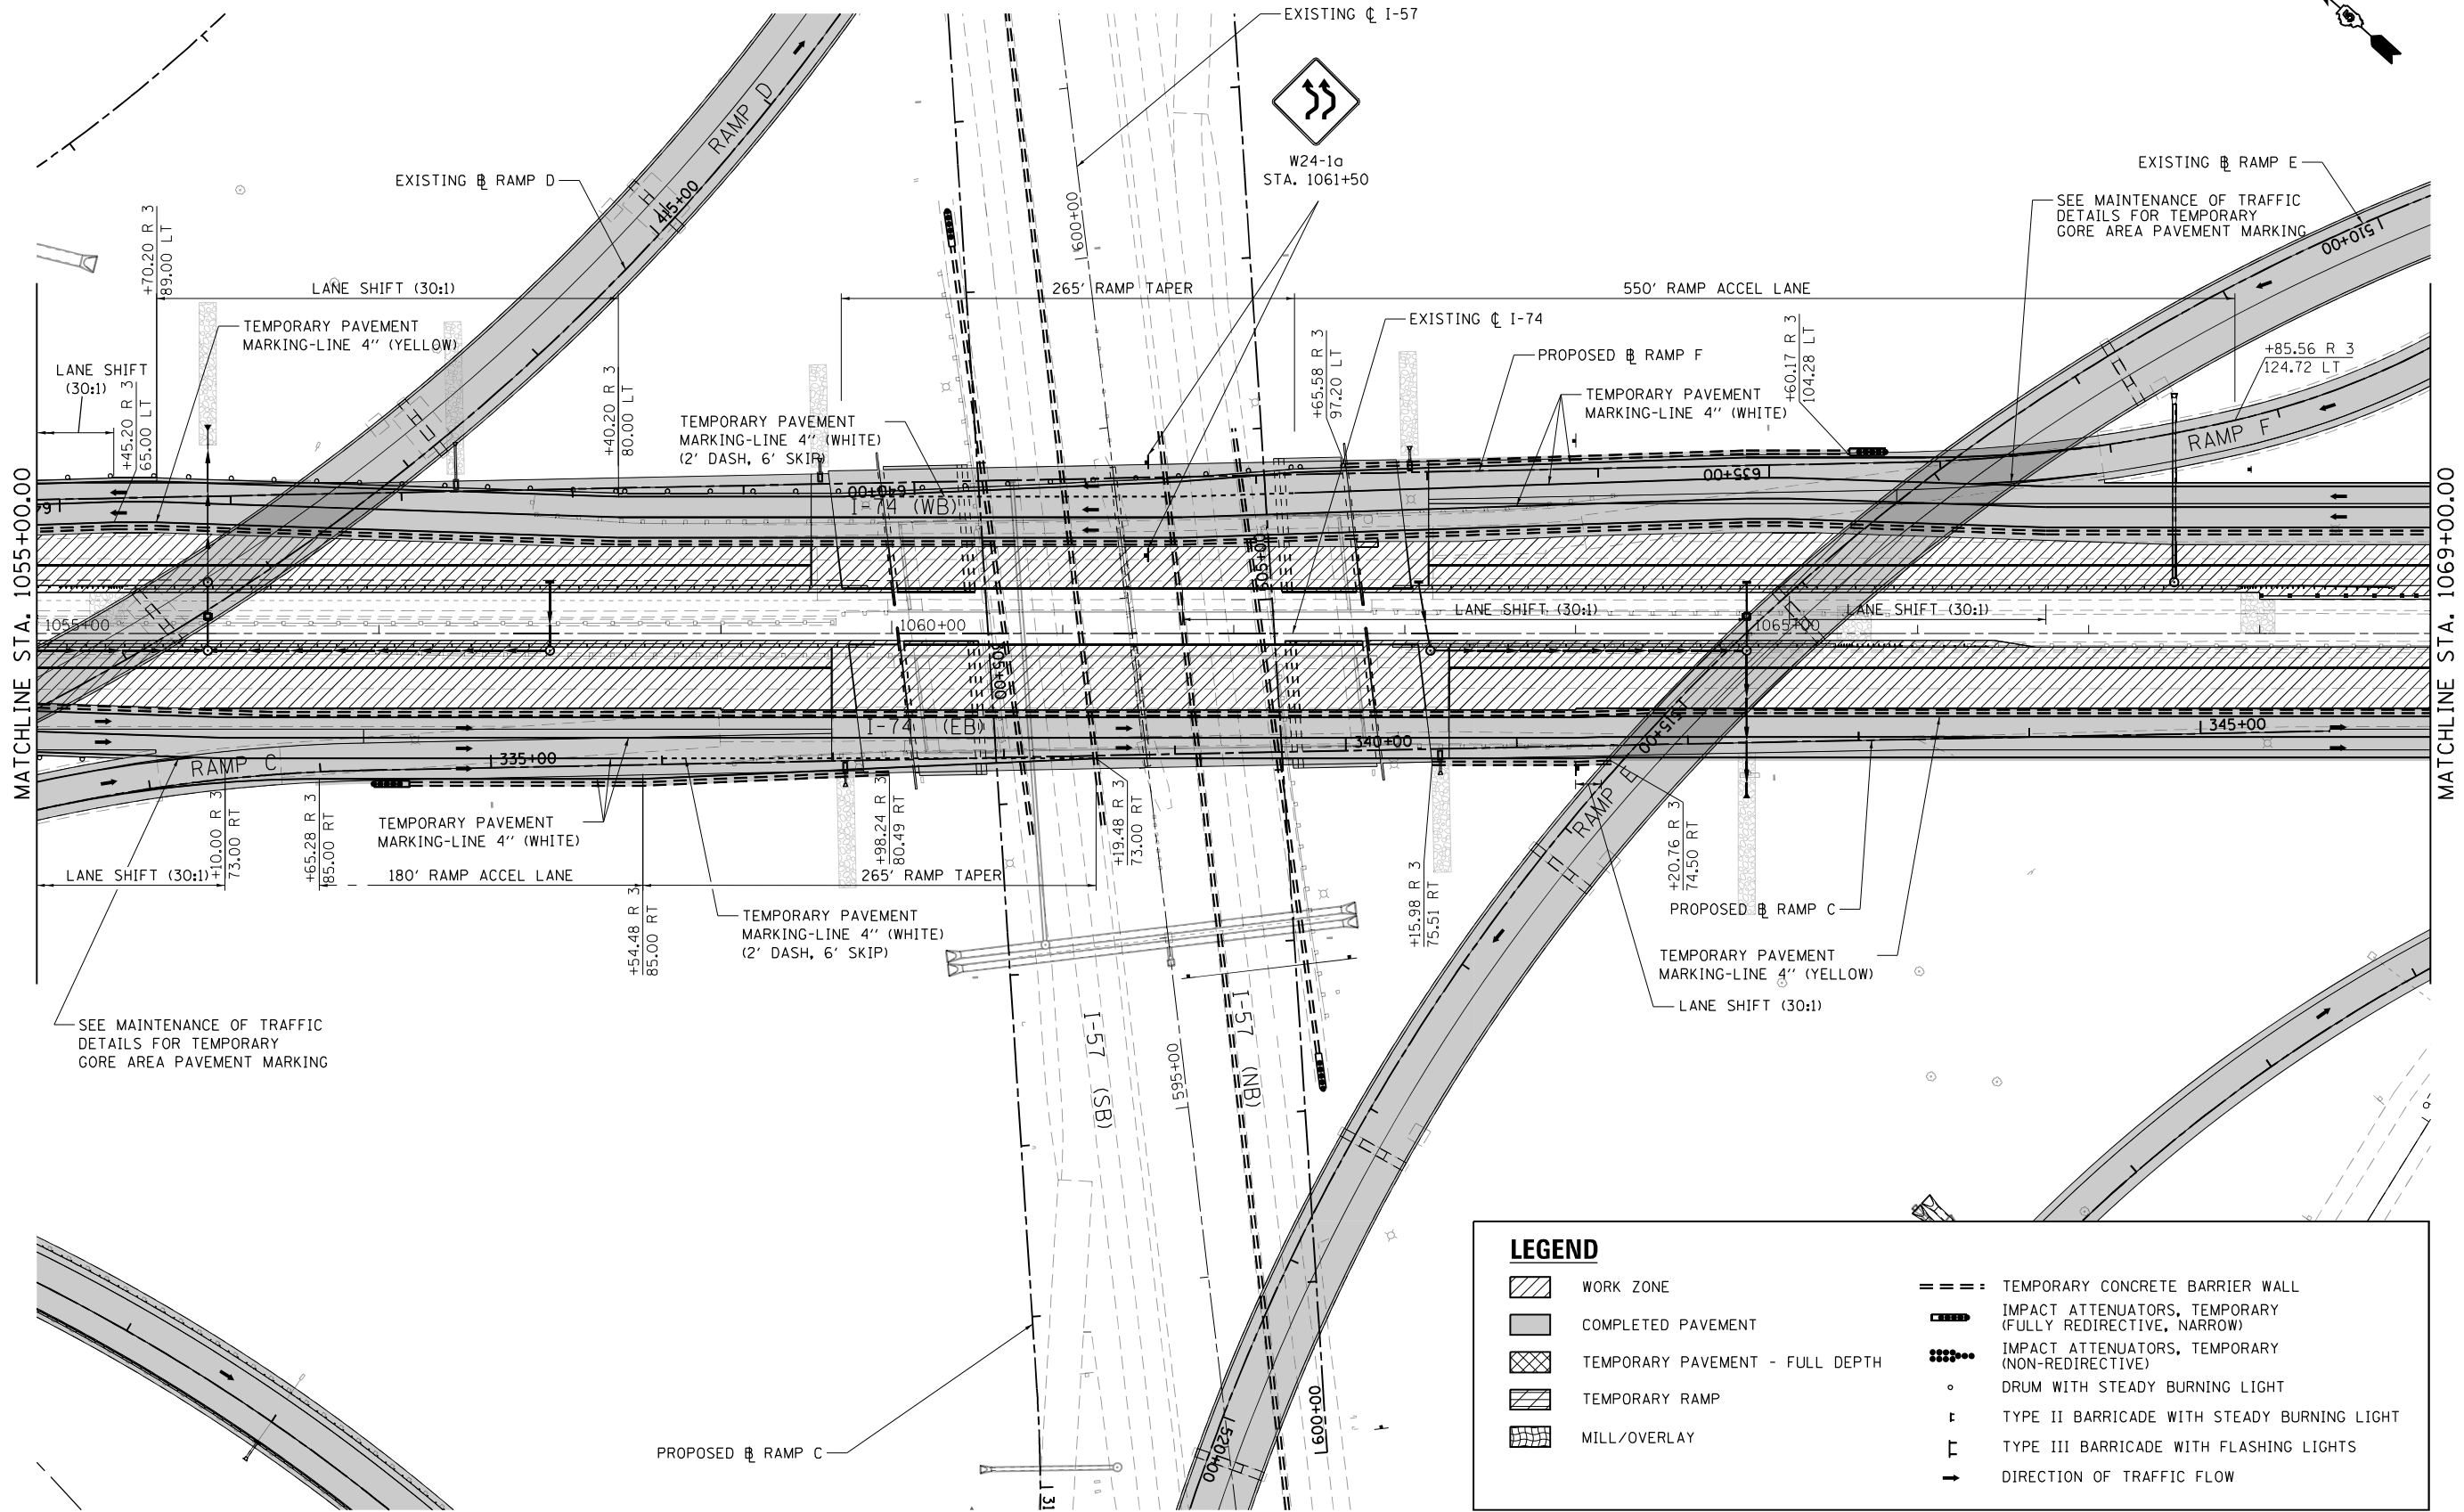 EXISTING ℄ I-57
W24-1a
STA. 1061+50
EXISTING ℄ RAMP D
RAMP D
415+00
600+00
EXISTING B̲L̲ RAMP E
SEE MAINTENANCE OF TRAFFIC
DETAILS FOR TEMPORARY
GORE AREA PAVEMENT MARKING
510+00
+70.20 R 3
89.00 LT
LANE SHIFT (30:1)
265' RAMP TAPER
550' RAMP ACCEL LANE
TEMPORARY PAVEMENT
MARKING-LINE 4" (YELLOW)
EXISTING ℄ I-74
+65.58 R 3
97.20 LT
PROPOSED B̲L̲ RAMP F
+60.17 R 3
104.28 LT
+85.56 R 3
124.72 LT
LANE SHIFT
(30:1)
+45.20 R 3
65.00 LT
+40.20 R 3
80.00 LT
TEMPORARY PAVEMENT
MARKING-LINE 4" (WHITE)
(2' DASH, 6' SKIP)
TEMPORARY PAVEMENT
MARKING-LINE 4" (WHITE)
RAMP F
MATCHLINE STA. 1055+00.00
MATCHLINE STA. 1069+00.00
640+00
635+00
I-74 (WB)
605+00
LANE SHIFT (30:1)
LANE SHIFT (30:1)
1055+00
1060+00
1065+00
605+00
515+00
I-74 (EB)
RAMP C
335+00
340+00
345+00
RAMP E
+10.00 R 3
73.00 RT
+65.28 R 3
85.00 RT
TEMPORARY PAVEMENT
MARKING-LINE 4" (WHITE)
+98.24 R 3
80.49 RT
+19.48 R 3
73.00 RT
+20.76 R 3
74.50 RT
LANE SHIFT (30:1)
180' RAMP ACCEL LANE
265' RAMP TAPER
+54.48 R 3
85.00 RT
TEMPORARY PAVEMENT
MARKING-LINE 4" (WHITE)
(2' DASH, 6' SKIP)
+15.98 R 3
75.51 RT
PROPOSED B̲L̲ RAMP C
TEMPORARY PAVEMENT
MARKING-LINE 4" (YELLOW)
LANE SHIFT (30:1)
SEE MAINTENANCE OF TRAFFIC
DETAILS FOR TEMPORARY
GORE AREA PAVEMENT MARKING
I-57 (SB)
595+00
I-57 (NB)
609+00
520+00
PROPOSED B̲L̲ RAMP C
31
LEGEND
WORK ZONE
COMPLETED PAVEMENT
TEMPORARY PAVEMENT - FULL DEPTH
TEMPORARY RAMP
MILL/OVERLAY
TEMPORARY CONCRETE BARRIER WALL
IMPACT ATTENUATORS, TEMPORARY
(FULLY REDIRECTIVE, NARROW)
IMPACT ATTENUATORS, TEMPORARY
(NON-REDIRECTIVE)
DRUM WITH STEADY BURNING LIGHT
TYPE II BARRICADE WITH STEADY BURNING LIGHT
TYPE III BARRICADE WITH FLASHING LIGHTS
DIRECTION OF TRAFFIC FLOW